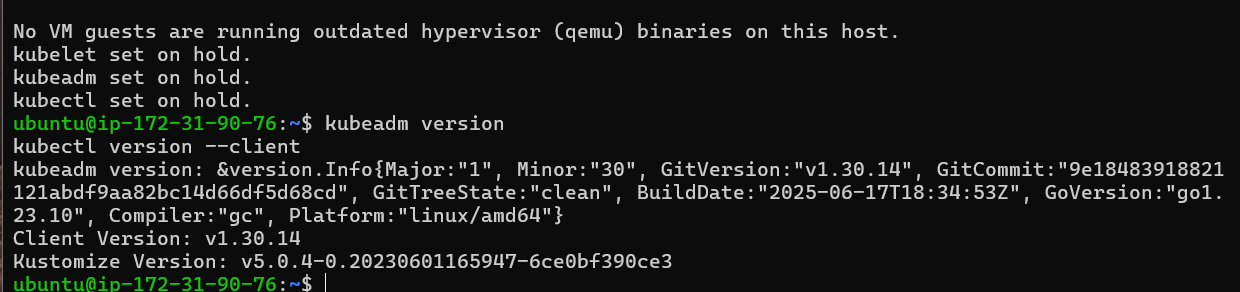 No VM guests are running outdated hypervisor (qemu) binaries on this host.
kubelet set on hold.
kubeadm set on hold.
kubectl set on hold.
ubuntu@ip-172-31-90-76:~$ kubeadm version
kubectl version --client
kubeadm version: &version.Info{Major:"1", Minor:"30", GitVersion:"v1.30.14", GitCommit:"9e18483918821
121abdf9aa82bc14d66df5d68cd", GitTreeState:"clean", BuildDate:"2025-06-17T18:34:53Z", GoVersion:"go1.
23.10", Compiler:"gc", Platform:"linux/amd64"}
Client Version: v1.30.14
Kustomize Version: v5.0.4-0.20230601165947-6ce0bf390ce3
ubuntu@ip-172-31-90-76:~$